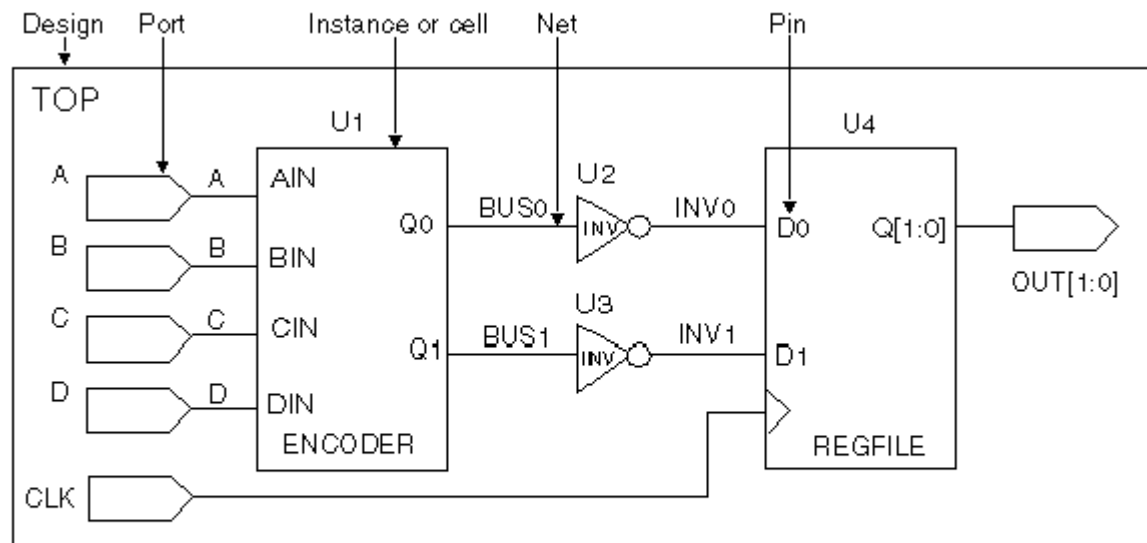 Design Port Instance or cell Net Pin
TOP
U1 U4
A A AIN
U2
BUS0 INV0
Q0 INV D0 Q[1:0]
B B BIN
OUT[1:0]
U3
C C CIN
BUS1 INV1
Q1 INV D1
D D DIN
ENCODER REGFILE
CLK